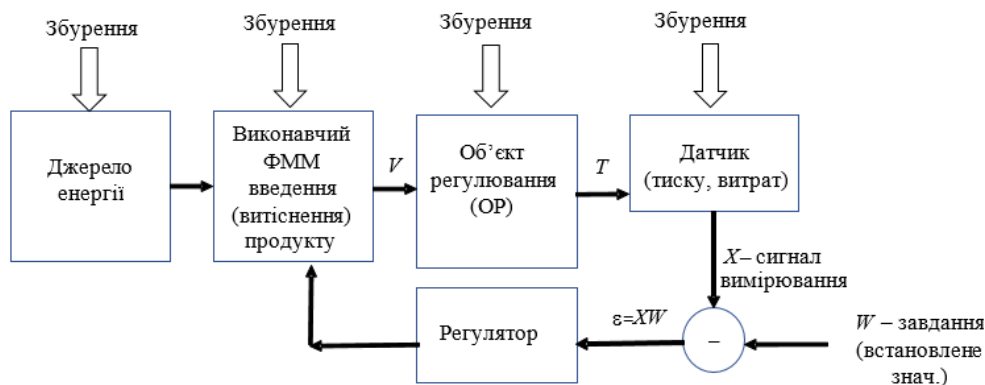 Збурення
Збурення
Збурення
Збурення
Джерело
енергії
Виконавчий
ФММ
введення
(витіснення)
продукту
V
Об’єкт
регулювання
(ОР)
T
Датчик
(тиску, витрат)
X– сигнал
вимірювання
Регулятор
ε=XW
–
W – завдання
(встановлене
знач.)